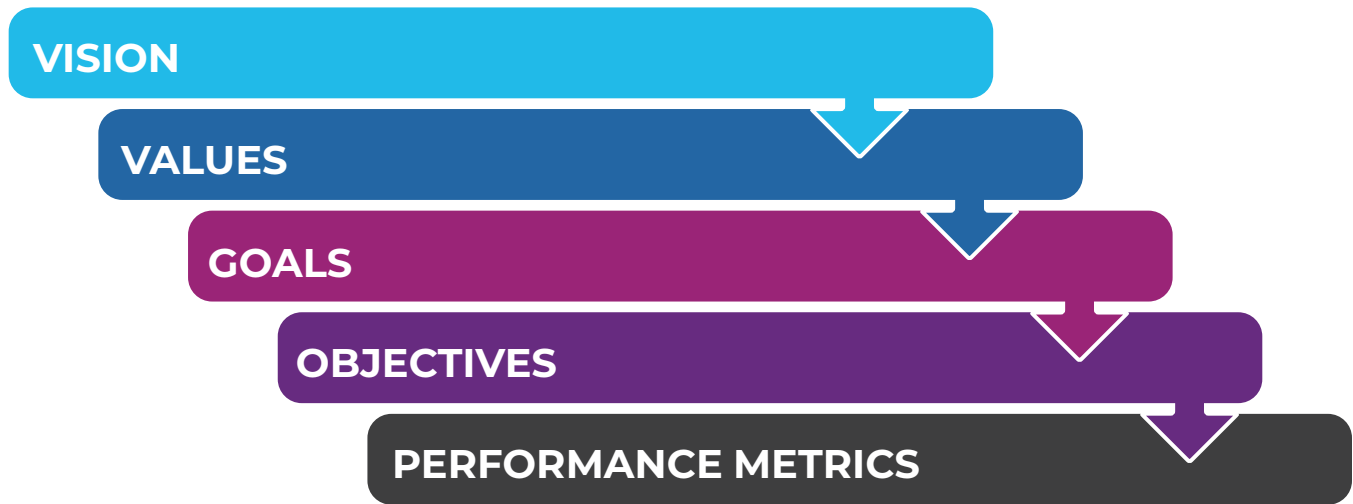 VISION
VALUES
GOALS
OBJECTIVES
PERFORMANCE METRICS